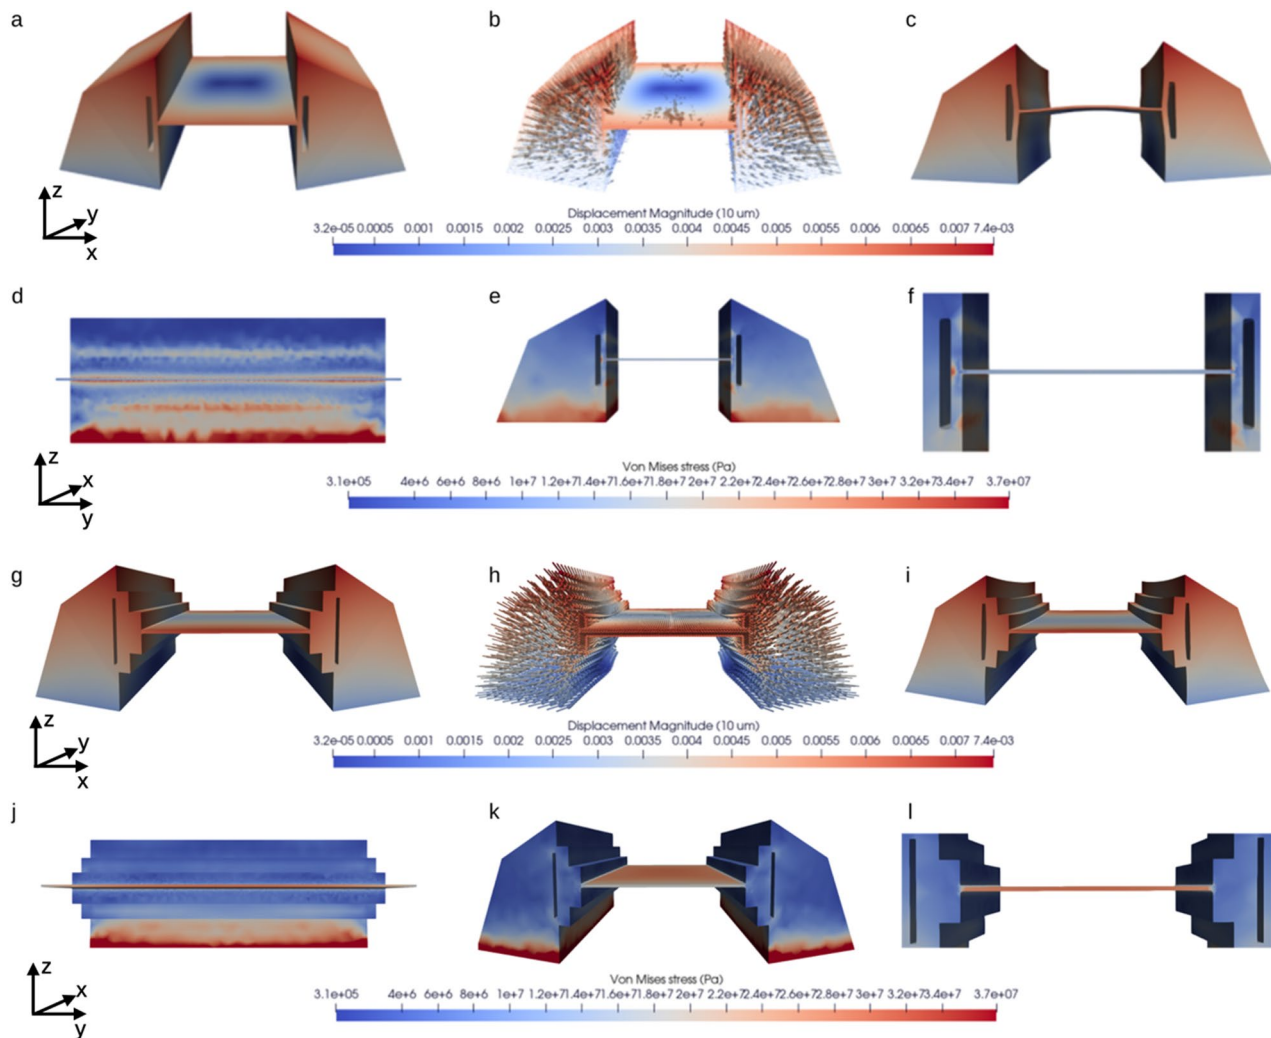 a
b
c
z
y
x
Displacement Magnitude (10 um)
3.2e-05 0.0005 0.001 0.0015 0.002 0.0025 0.003 0.0035 0.004 0.0045 0.005 0.0055 0.006 0.0065 0.007 7.4e-03
d
e
f
z
x
y
Von Mises stress (Pa)
3.1e+05 4e+6 6e+6 8e+6 1e+7 1.2e+71.4e+71.6e+71.8e+7 2e+7 2.2e+72.4e+72.6e+72.8e+7 3e+7 3.2e+73.4e+7 3.7e+07
g
h
i
z
y
x
Displacement Magnitude (10 um)
3.2e-05 0.0005 0.001 0.0015 0.002 0.0025 0.003 0.0035 0.004 0.0045 0.005 0.0055 0.006 0.0065 0.007 7.4e-03
j
k
l
z
x
y
Von Mises stress (Pa)
3.1e+05 4e+6 6e+6 8e+6 1e+7 1.2e+71.4e+71.6e+71.8e+7 2e+7 2.2e+72.4e+72.6e+72.8e+7 3e+7 3.2e+73.4e+7 3.7e+07